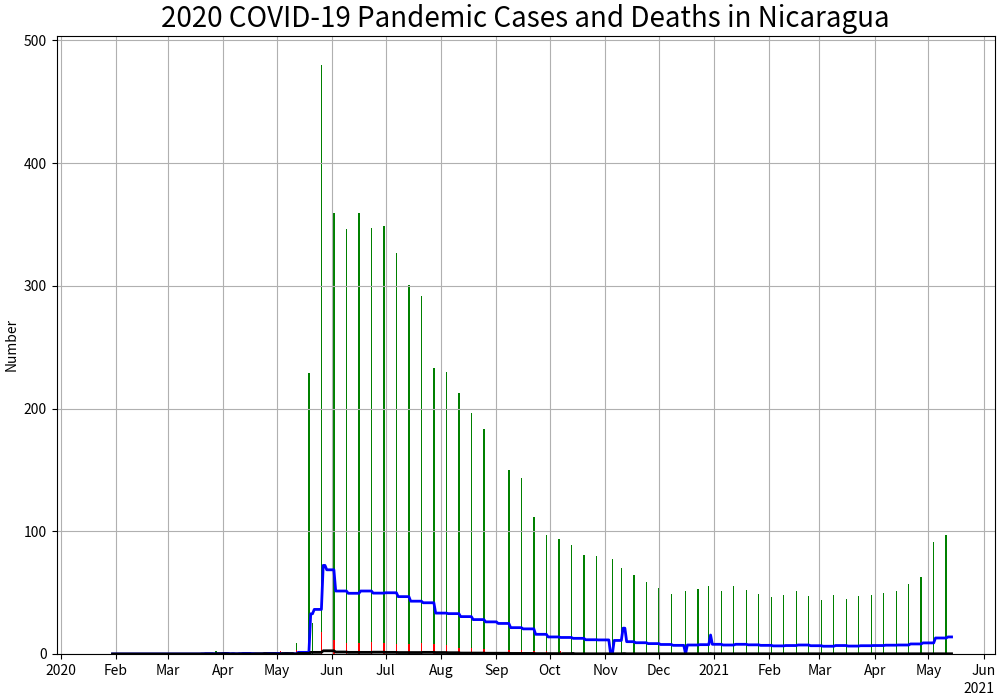 2020 COVID-19 Pandemic Cases and Deaths in Nicaragua
500
400
300
200
100
0
Number
2020 Feb Mar Apr May Jun Jul Aug Sep Oct Nov Dec 2021 Feb Mar Apr May Jun
2021